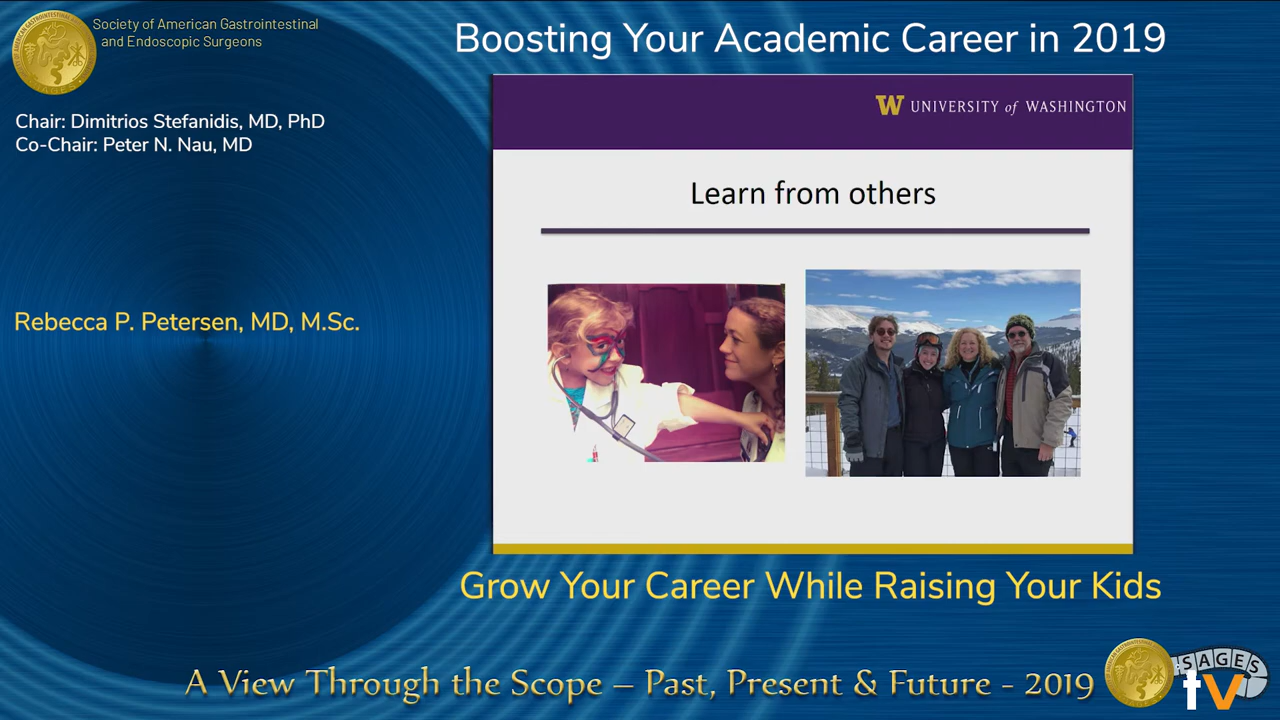 Society of American Gastrointestinal
and Endoscopic Surgeons
Boosting Your Academic Career in 2019
Chair: Dimitrios Stefanidis, MD, PhD
Co-Chair: Peter N. Nau, MD
W UNIVERSITY of WASHINGTON
Learn from others
Rebecca P. Petersen, MD, M.Sc.
Grow Your Career While Raising Your Kids
A View Through the Scope – Past, Present & Future - 2019
SAGES
tv